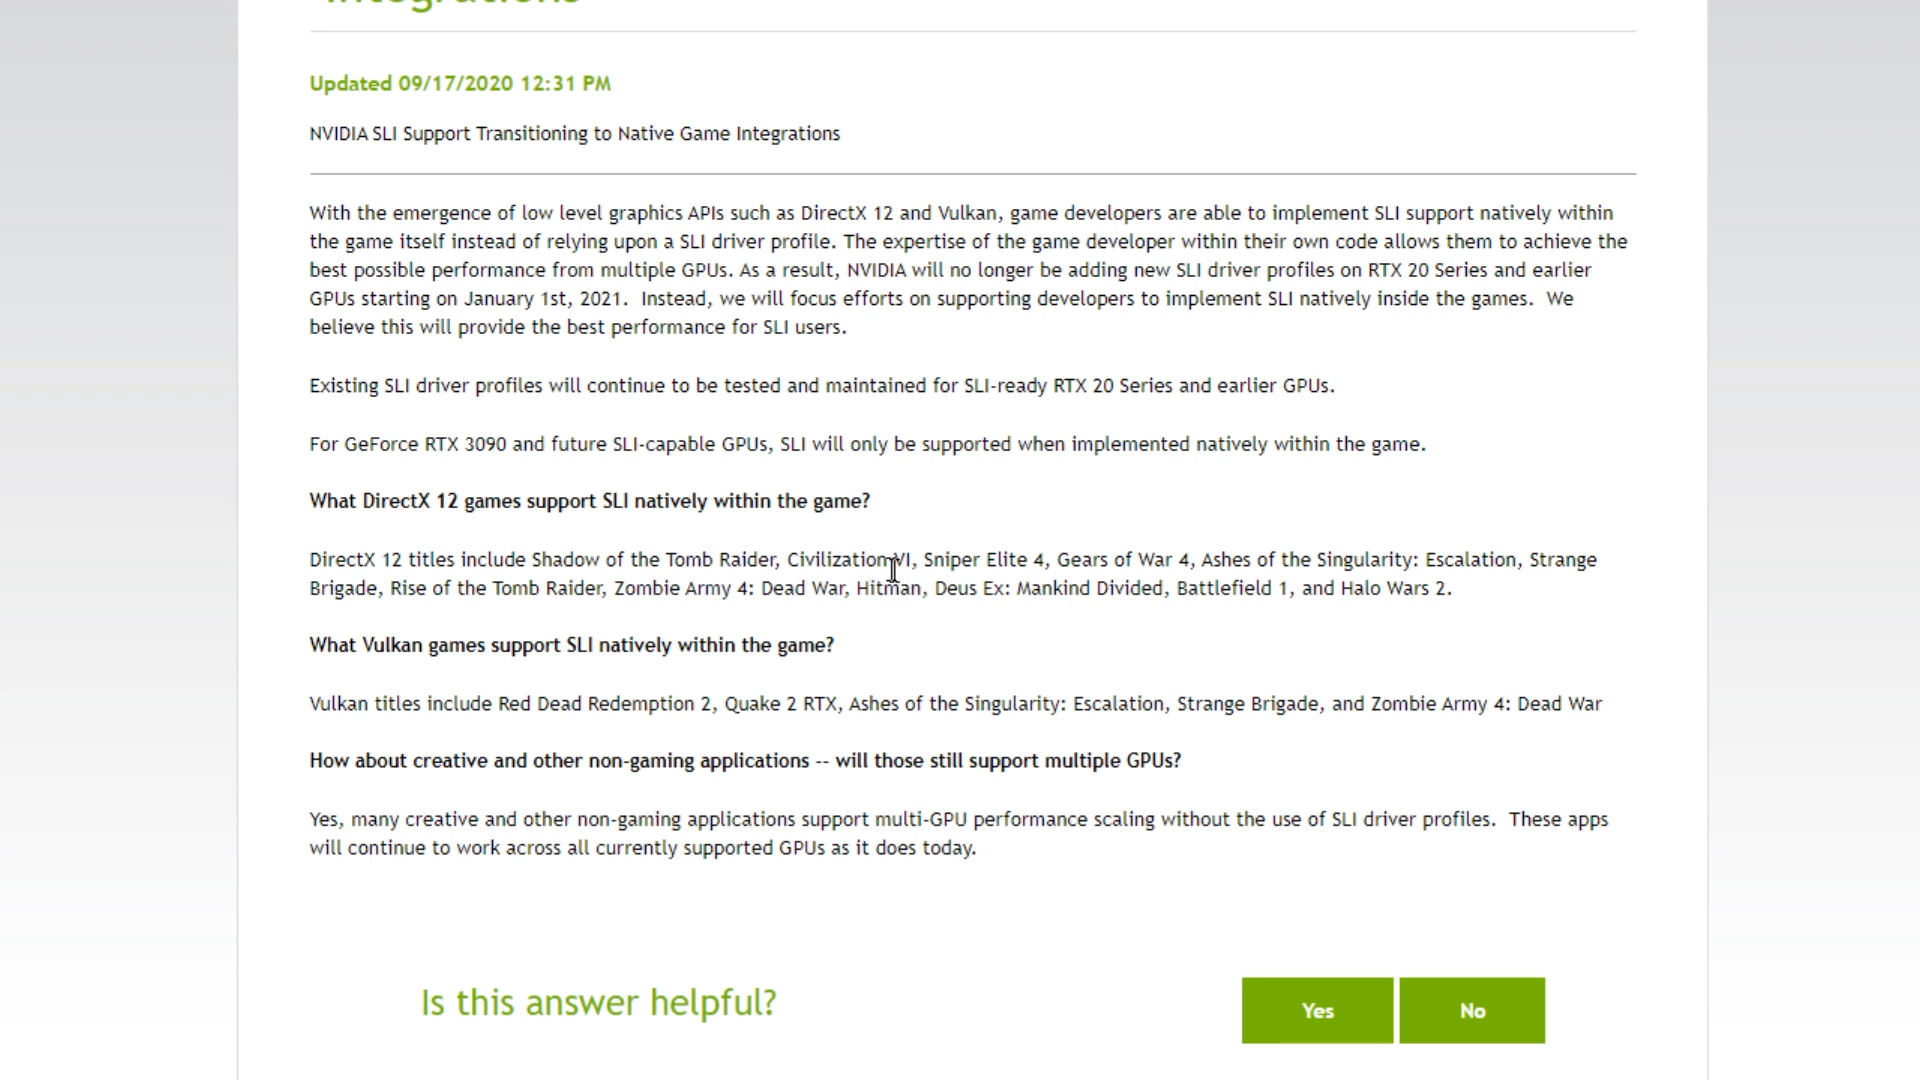 Integrations
Updated 09/17/2020 12:31 PM
NVIDIA SLI Support Transitioning to Native Game Integrations
With the emergence of low level graphics APIs such as DirectX 12 and Vulkan, game developers are able to implement SLI support natively within
the game itself instead of relying upon a SLI driver profile. The expertise of the game developer within their own code allows them to achieve the
best possible performance from multiple GPUs. As a result, NVIDIA will no longer be adding new SLI driver profiles on RTX 20 Series and earlier
GPUs starting on January 1st, 2021.  Instead, we will focus efforts on supporting developers to implement SLI natively inside the games.  We
believe this will provide the best performance for SLI users.
Existing SLI driver profiles will continue to be tested and maintained for SLI-ready RTX 20 Series and earlier GPUs.
For GeForce RTX 3090 and future SLI-capable GPUs, SLI will only be supported when implemented natively within the game.
What DirectX 12 games support SLI natively within the game?
DirectX 12 titles include Shadow of the Tomb Raider, Civilization VI, Sniper Elite 4, Gears of War 4, Ashes of the Singularity: Escalation, Strange
Brigade, Rise of the Tomb Raider, Zombie Army 4: Dead War, Hitman, Deus Ex: Mankind Divided, Battlefield 1, and Halo Wars 2.
What Vulkan games support SLI natively within the game?
Vulkan titles include Red Dead Redemption 2, Quake 2 RTX, Ashes of the Singularity: Escalation, Strange Brigade, and Zombie Army 4: Dead War
How about creative and other non-gaming applications -- will those still support multiple GPUs?
Yes, many creative and other non-gaming applications support multi-GPU performance scaling without the use of SLI driver profiles.  These apps
will continue to work across all currently supported GPUs as it does today.
Is this answer helpful?
Yes
No